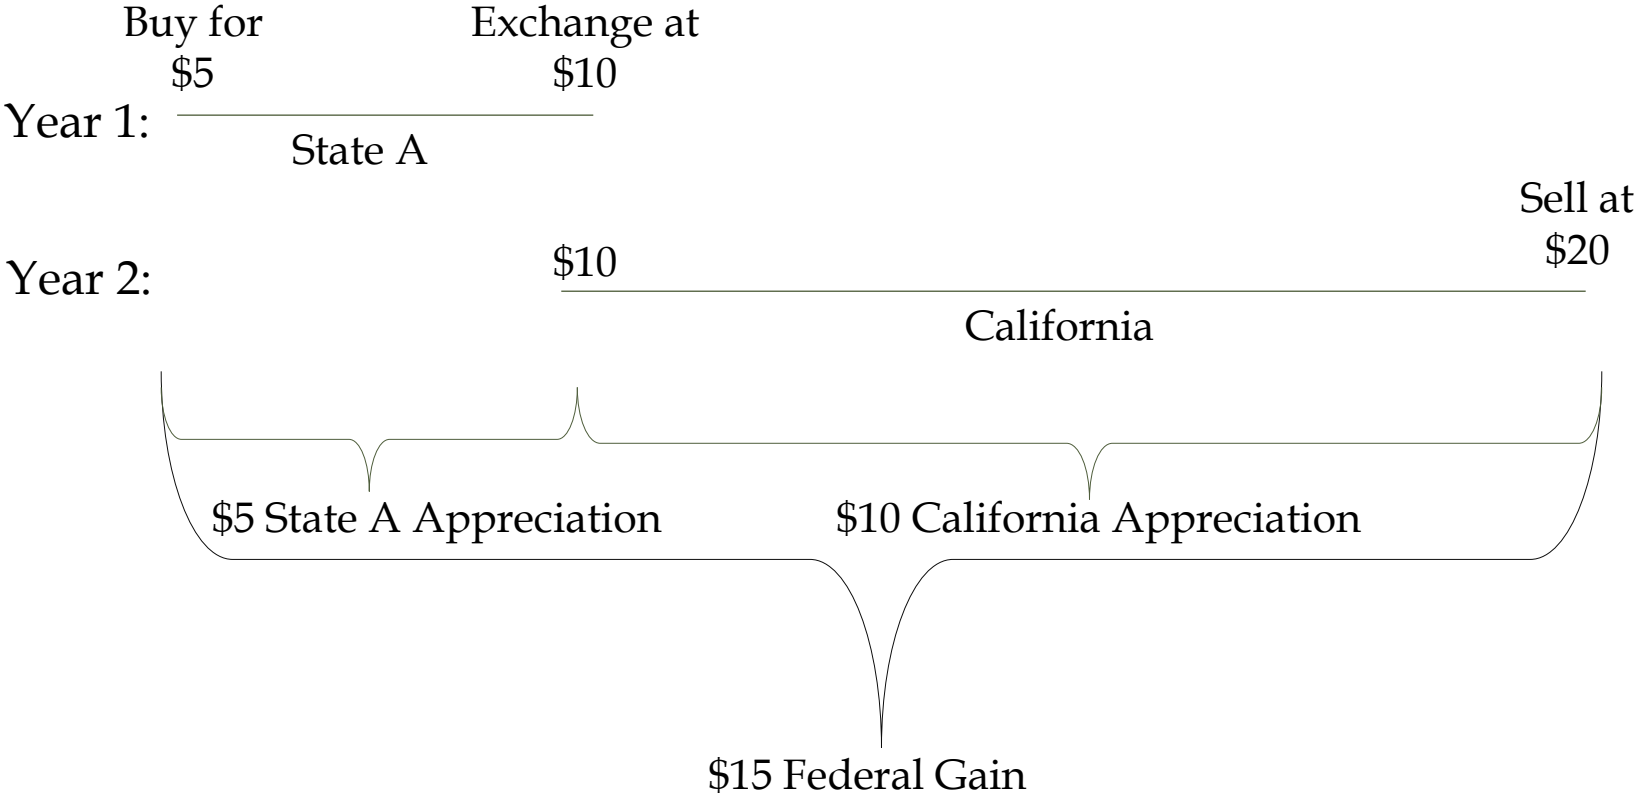 Buy for
$5
Exchange at
$10
Year 1:
State A
Sell at
$20
Year 2:
$10
California
$5 State A Appreciation
$10 California Appreciation
$15 Federal Gain